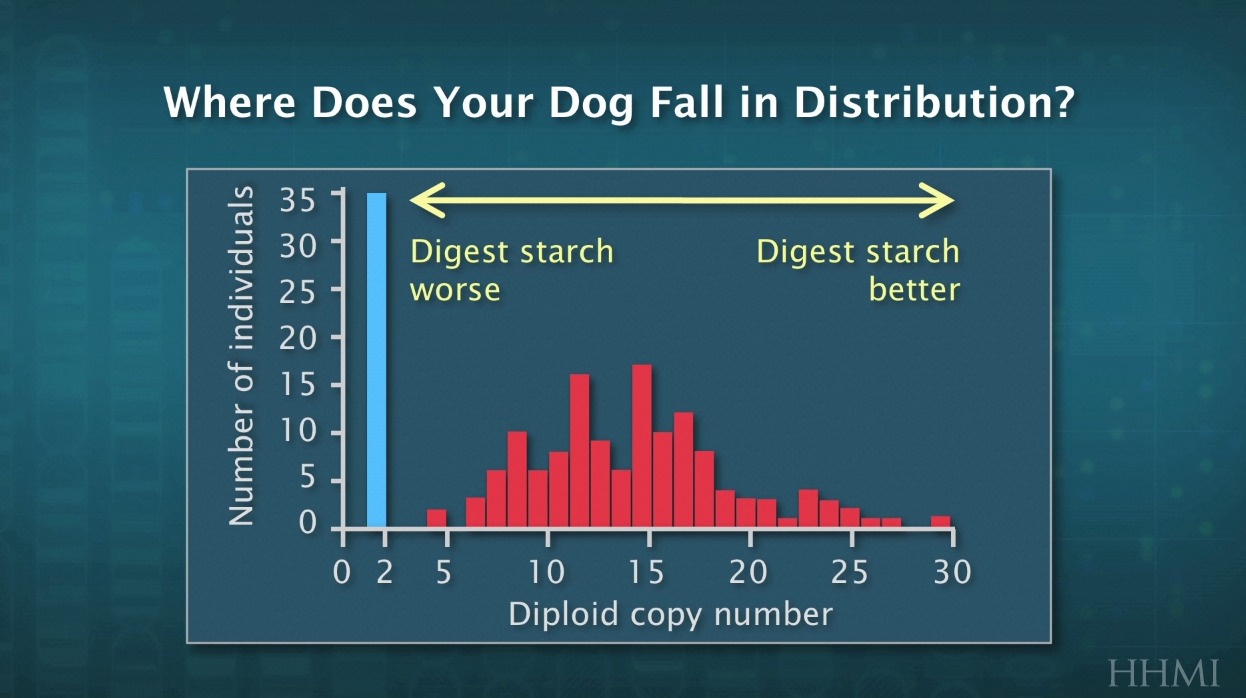 Where Does Your Dog Fall in Distribution?
Number of individuals
35
30
25
20
15
10
5
0
Digest starch
worse
Digest starch
better
0 2 5 10 15 20 25 30
Diploid copy number
HHMI